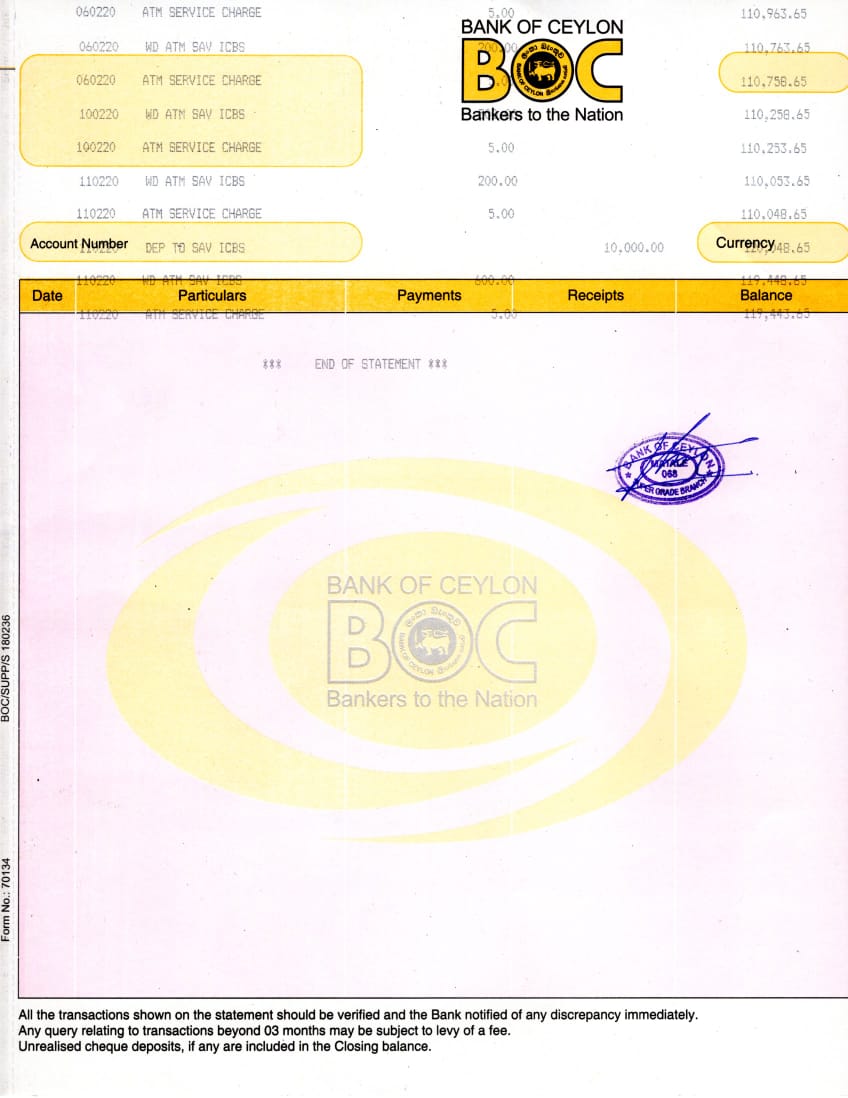 060220 ATM SERVICE CHARGE 5.00 110,963.65
BANK OF CEYLON
060220 WD ATM SAV ICBS 200.00 110,763.65
BOC
ලංකා බැංකුව
BANK OF CEYLON
060220 ATM SERVICE CHARGE 110,758.65
Bankers to the Nation
100220 WD ATM SAV ICBS 110,258.65
100220 ATM SERVICE CHARGE 5.00 110,253.65
110220 WD ATM SAV ICBS 200.00 110,053.65
110220 ATM SERVICE CHARGE 5.00 110,048.65
Account Number Currency
110220 DEP TO SAV ICBS 10,000.00
110220 WD ATM SAV ICBS 600.00 119,448.65
Date Particulars Payments Receipts Balance
110220 ATM SERVICE CHARGE 5.00 119,443.65
*** END OF STATEMENT ***
BANK OF CEYLON
MATALE
068
SUPER GRADE BRANCH
BANK OF CEYLON
BOC
ලංකා බැංකුව
BANK OF CEYLON
Bankers to the Nation
BOC/SUPP/S 180236
Form No.: 70134
All the transactions shown on the statement should be verified and the Bank notified of any discrepancy immediately.
Any query relating to transactions beyond 03 months may be subject to levy of a fee.
Unrealised cheque deposits, if any are included in the Closing balance.